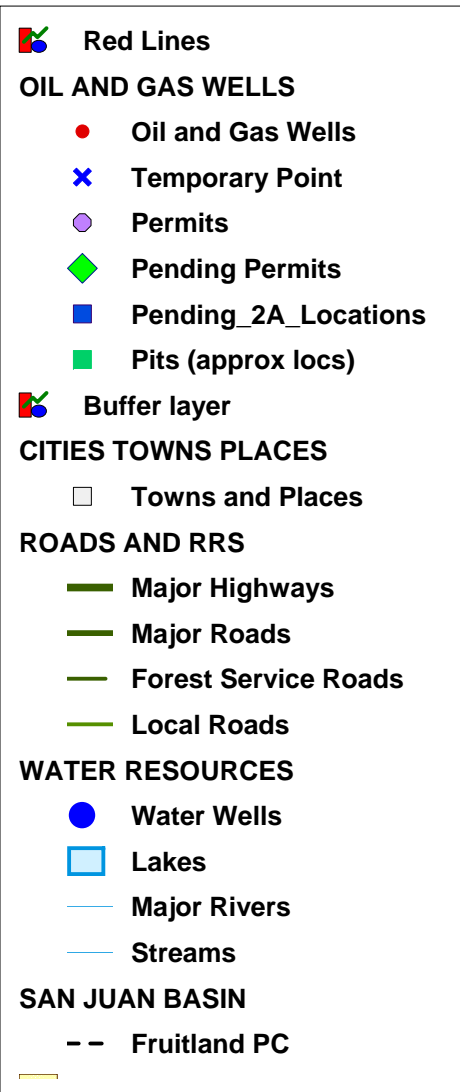 Red Lines
OIL AND GAS WELLS
Oil and Gas Wells
Temporary Point
Permits
Pending Permits
Pending_2A_Locations
Pits (approx locs)
Buffer layer
CITIES TOWNS PLACES
Towns and Places
ROADS AND RRS
Major Highways
Major Roads
Forest Service Roads
Local Roads
WATER RESOURCES
Water Wells
Lakes
Major Rivers
Streams
SAN JUAN BASIN
Fruitland PC